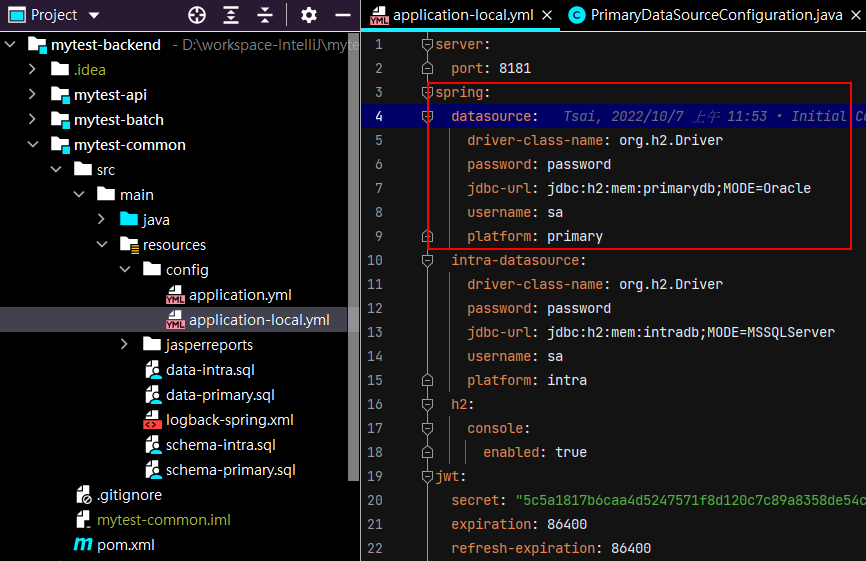 Project
mytest-backend - D:\workspace-IntelliJ\myte
.idea
mytest-api
mytest-batch
mytest-common
src
main
java
resources
config
YML application.yml
YML application-local.yml
jasperreports
data-intra.sql
data-primary.sql
logback-spring.xml
schema-intra.sql
schema-primary.sql
.gitignore
mytest-common.iml
m pom.xml
YML application-local.yml
C PrimaryDataSourceConfiguration.java
1 server:
2 port: 8181
3 spring:
4 datasource: Tsai, 2022/10/7 上午 11:53 • Initial Co
5 driver-class-name: org.h2.Driver
6 password: password
7 jdbc-url: jdbc:h2:mem:primarydb;MODE=Oracle
8 username: sa
9 platform: primary
10 intra-datasource:
11 driver-class-name: org.h2.Driver
12 password: password
13 jdbc-url: jdbc:h2:mem:intradb;MODE=MSSQLServer
14 username: sa
15 platform: intra
16 h2:
17 console:
18 enabled: true
19 jwt:
20 secret: "5c5a1817b6caa4d5247571f8d120c7c89a8358de54c
21 expiration: 86400
22 refresh-expiration: 86400